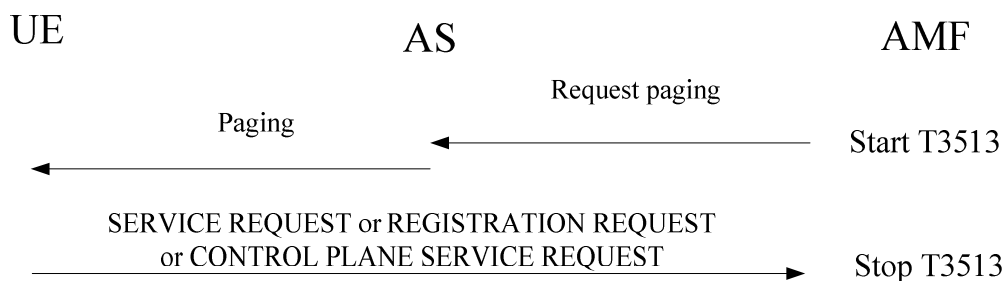 UE
AS
AMF
Request paging
Paging
Start T3513
SERVICE REQUEST or REGISTRATION REQUEST
or CONTROL PLANE SERVICE REQUEST
Stop T3513